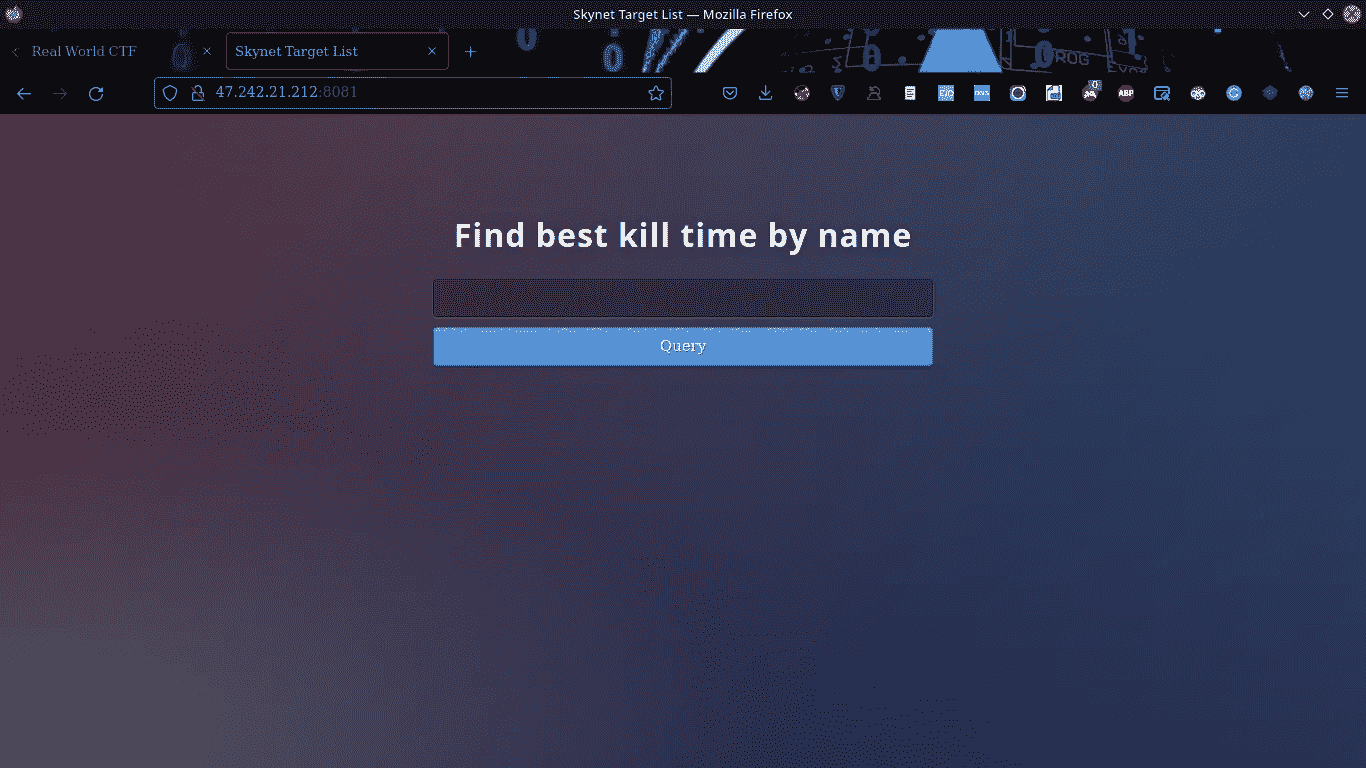 Skynet Target List — Mozilla Firefox
Real World CTF
Skynet Target List
47.242.21.212:8081
ABP
Find best kill time by name
Query